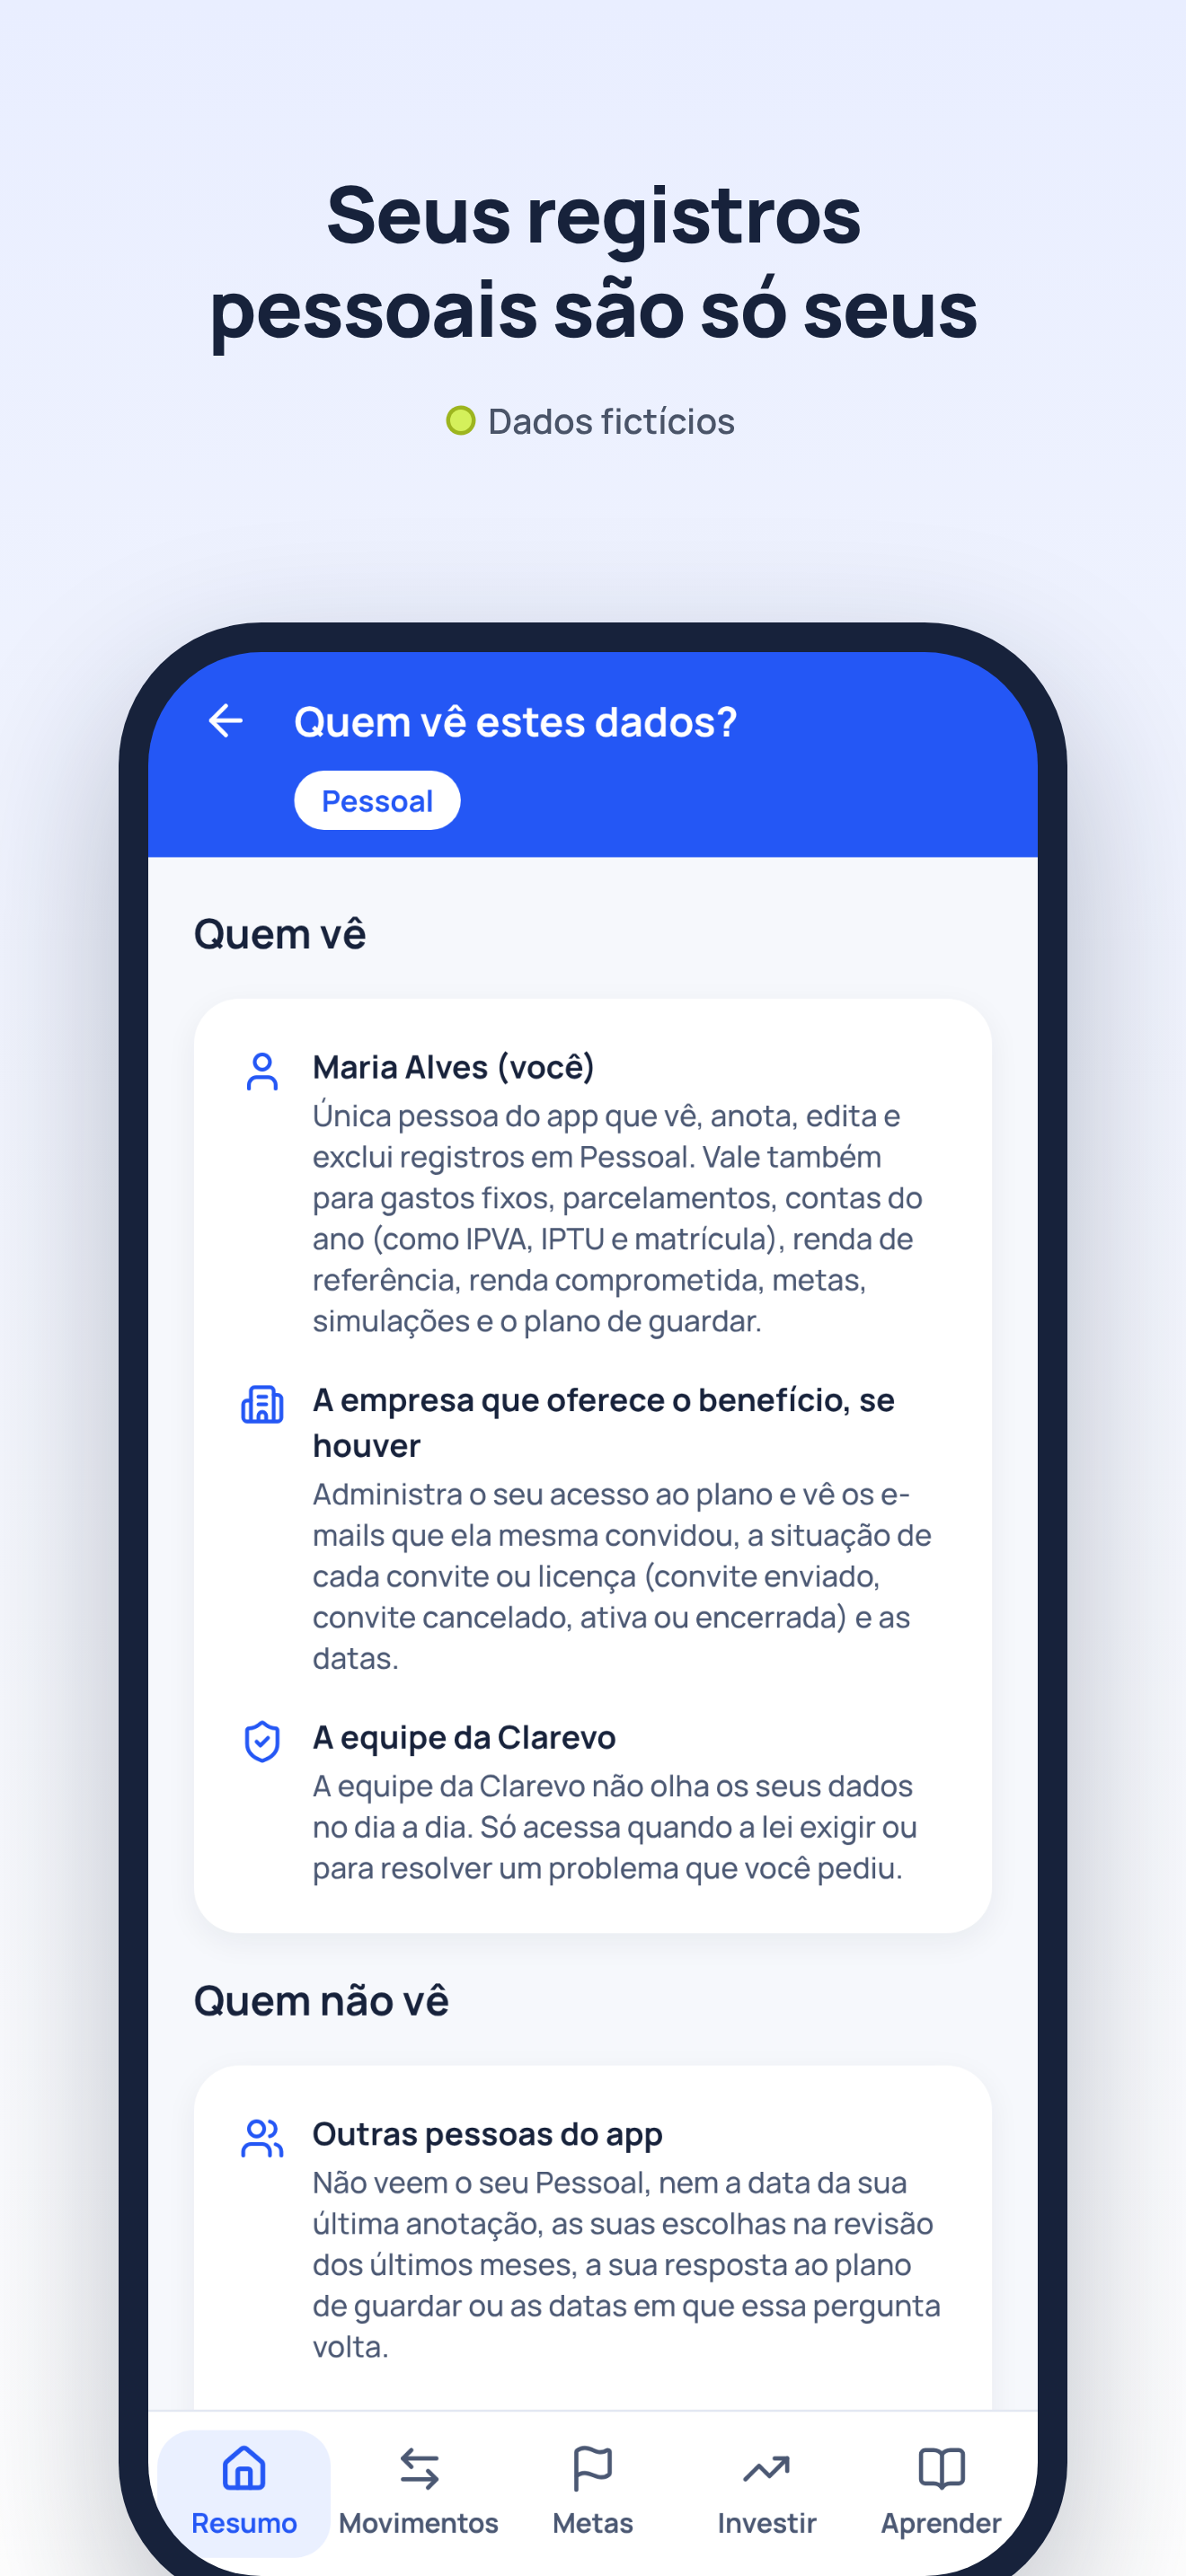 Seus registros
pessoais são só seus
Dados fictícios
Quem vê estes dados?
Pessoal
Quem vê
Maria Alves (você)
Única pessoa do app que vê, anota, edita e
exclui registros em Pessoal. Vale também
para gastos fixos, parcelamentos, contas do
ano (como IPVA, IPTU e matrícula), renda de
referência, renda comprometida, metas,
simulações e o plano de guardar.
A empresa que oferece o benefício, se
houver
Administra o seu acesso ao plano e vê os e-
mails que ela mesma convidou, a situação de
cada convite ou licença (convite enviado,
convite cancelado, ativa ou encerrada) e as
datas.
A equipe da Clarevo
A equipe da Clarevo não olha os seus dados
no dia a dia. Só acessa quando a lei exigir ou
para resolver um problema que você pediu.
Quem não vê
Outras pessoas do app
Não veem o seu Pessoal, nem a data da sua
última anotação, as suas escolhas na revisão
dos últimos meses, a sua resposta ao plano
de guardar ou as datas em que essa pergunta
volta.
Resumo
Movimentos
Metas
Investir
Aprender